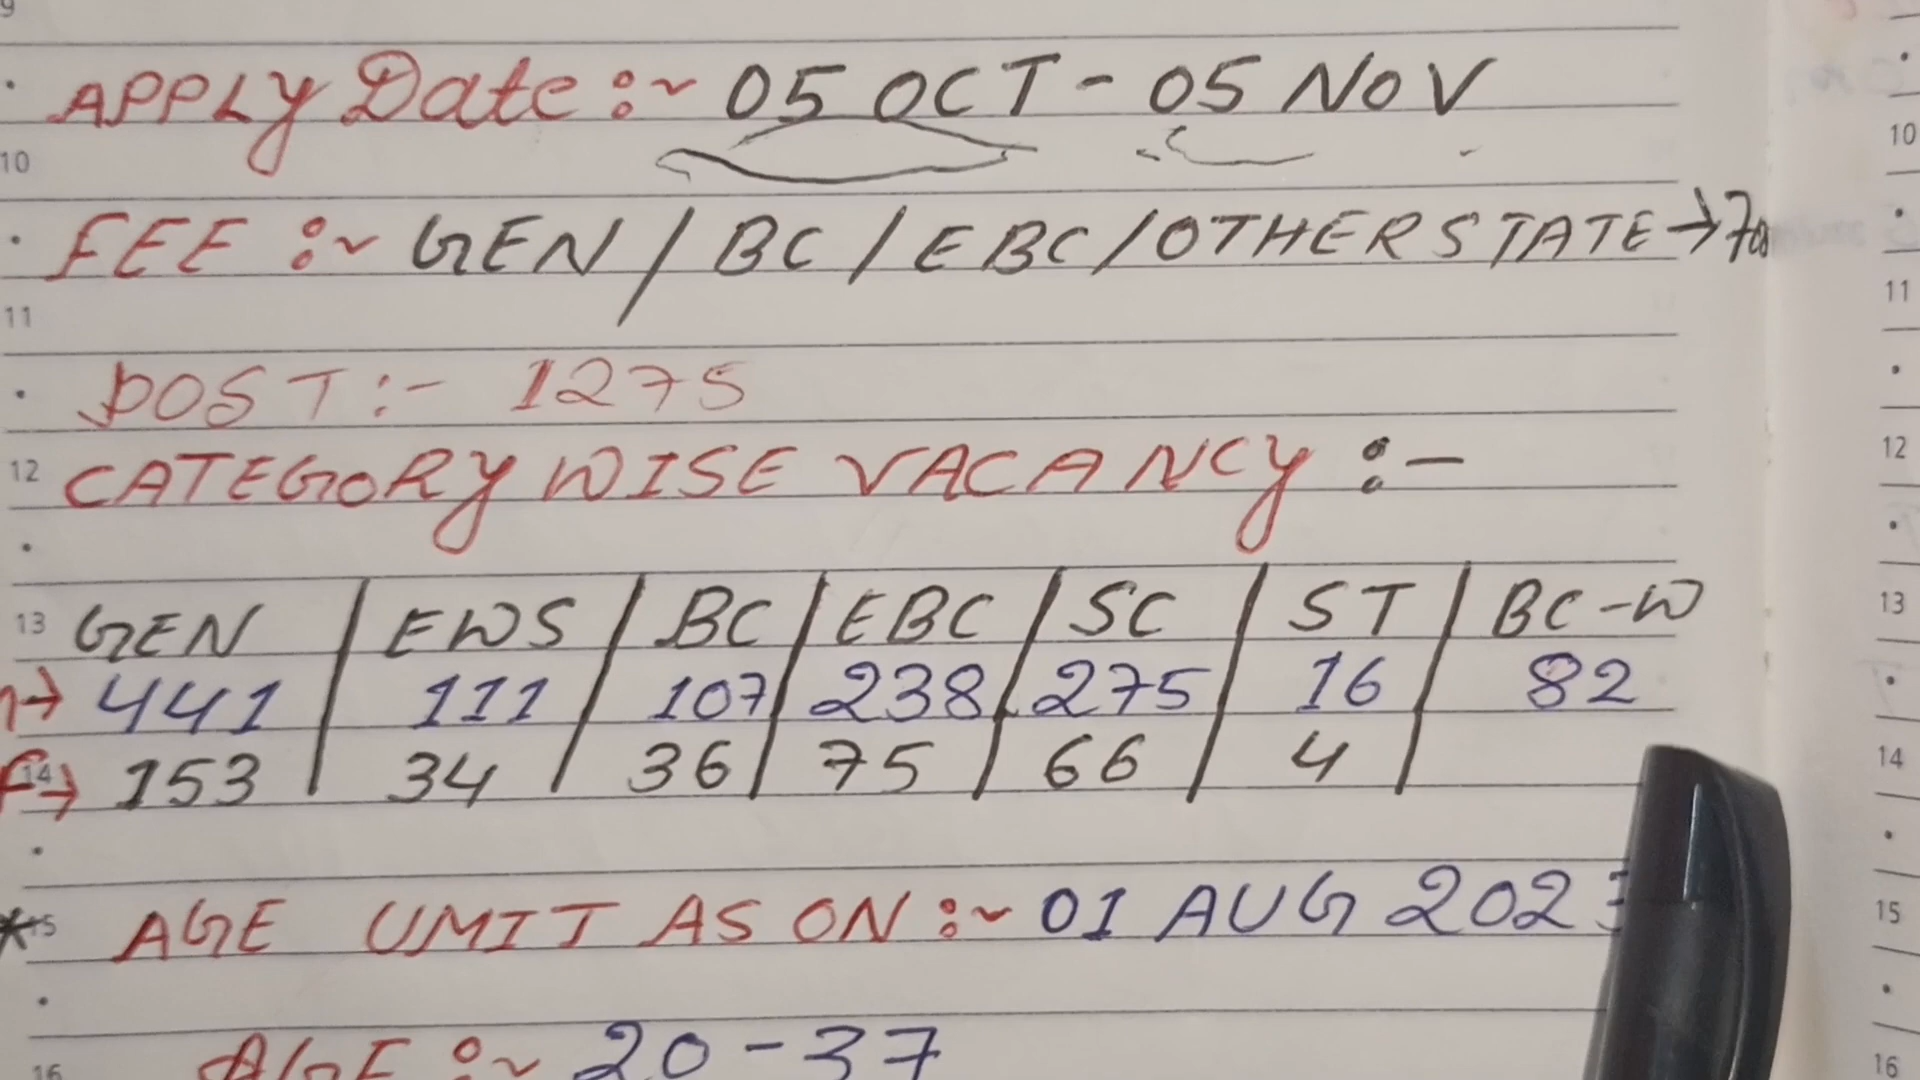 APPLY Date :~ 05 OCT - 05 NOV
FEE :~ GEN / BC / EBC / OTHER STATE → 700
POST :- 1275
CATEGORY WISE VACANCY :-
GEN | EWS | BC | EBC | SC | ST | BC-W
→ 441 | 111 | 107 | 238 | 275 | 16 | 82
F→ 153 | 34 | 36 | 75 | 66 | 4 |
* AGE LIMIT AS ON :~ 01 AUG 2023
AGE :~ 20-37